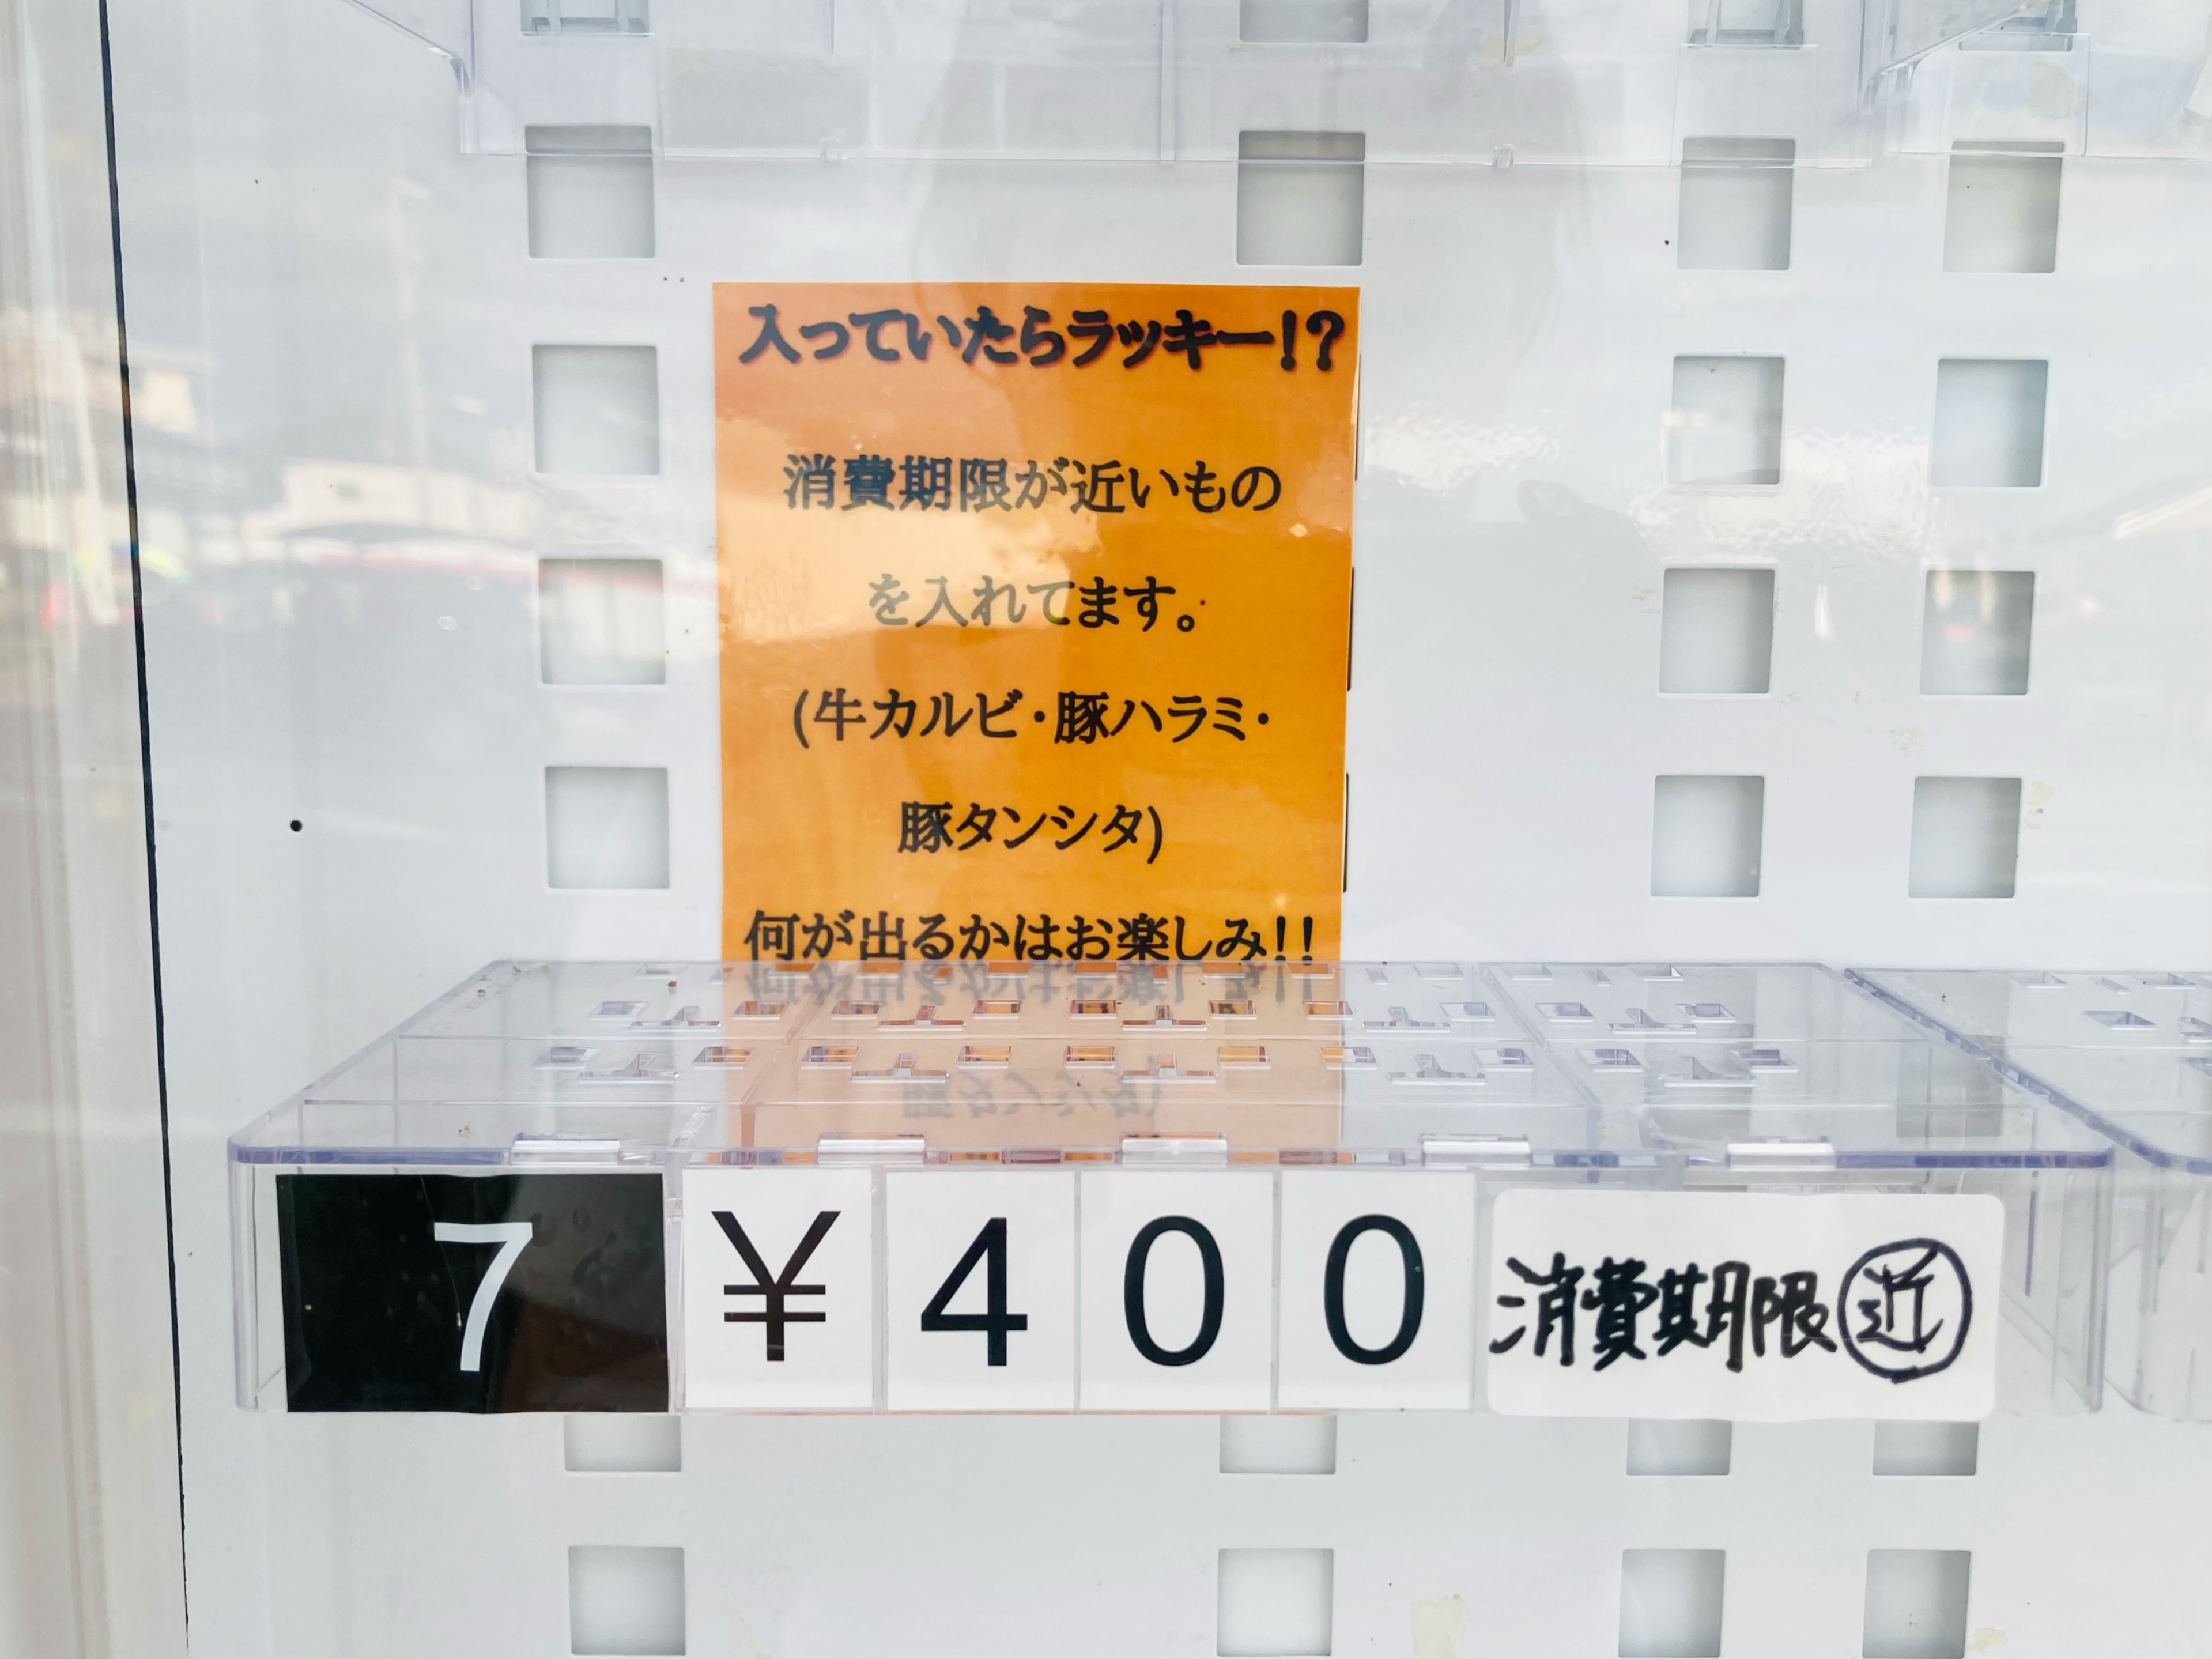 入っていたらラッキー!?
消費期限が近いもの
を入れてます。
(牛カルビ・豚ハラミ・
豚タンシタ)
何が出るかはお楽しみ!!
7 ¥400 消費期限㊡近